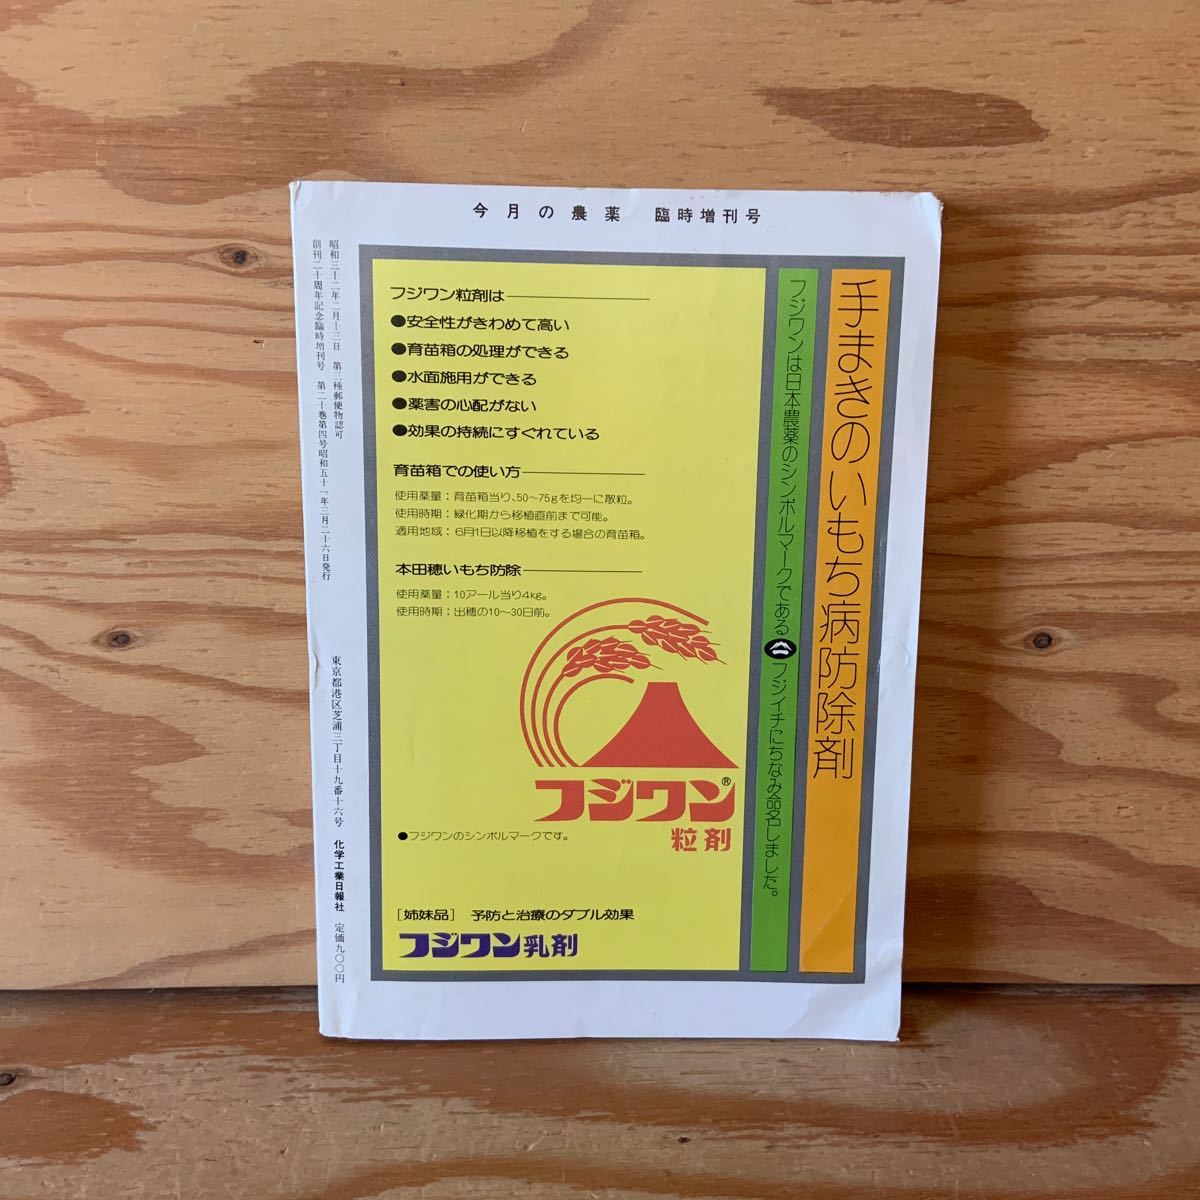 今月の農薬 臨時増刊号
手まきのいもち病防除剤
フジワンは日本農薬のシンボルマークである フジイチにちなみ命名しました。
フジワン粒剤は
●安全性がきわめて高い
●育苗箱の処理ができる
●水面施用ができる
●薬害の心配がない
●効果の持続にすぐれている
育苗箱での使い方
使用薬量:育苗箱当り、50~75gを均一に散粒。
使用時期:緑化期から移植直前まで可能。
適用地域:6月1日以降移植をする場合の育苗箱。
本田穂いもち防除
使用薬量:10アール当り4kg。
使用時期:出穂の10~30日前。
フジワン®
粒剤
●フジワンのシンボルマークです。
[姉妹品] 予防と治療のダブル効果
フジワン乳剤
昭和三十二年二月十三日 第三種郵便物認可
創刊二十周年記念臨時増刊号 第二十巻第四号昭和五十一年三月二十六日発行
東京都港区芝浦三丁目十九番十六号 化学工業日報社 定価九〇〇円